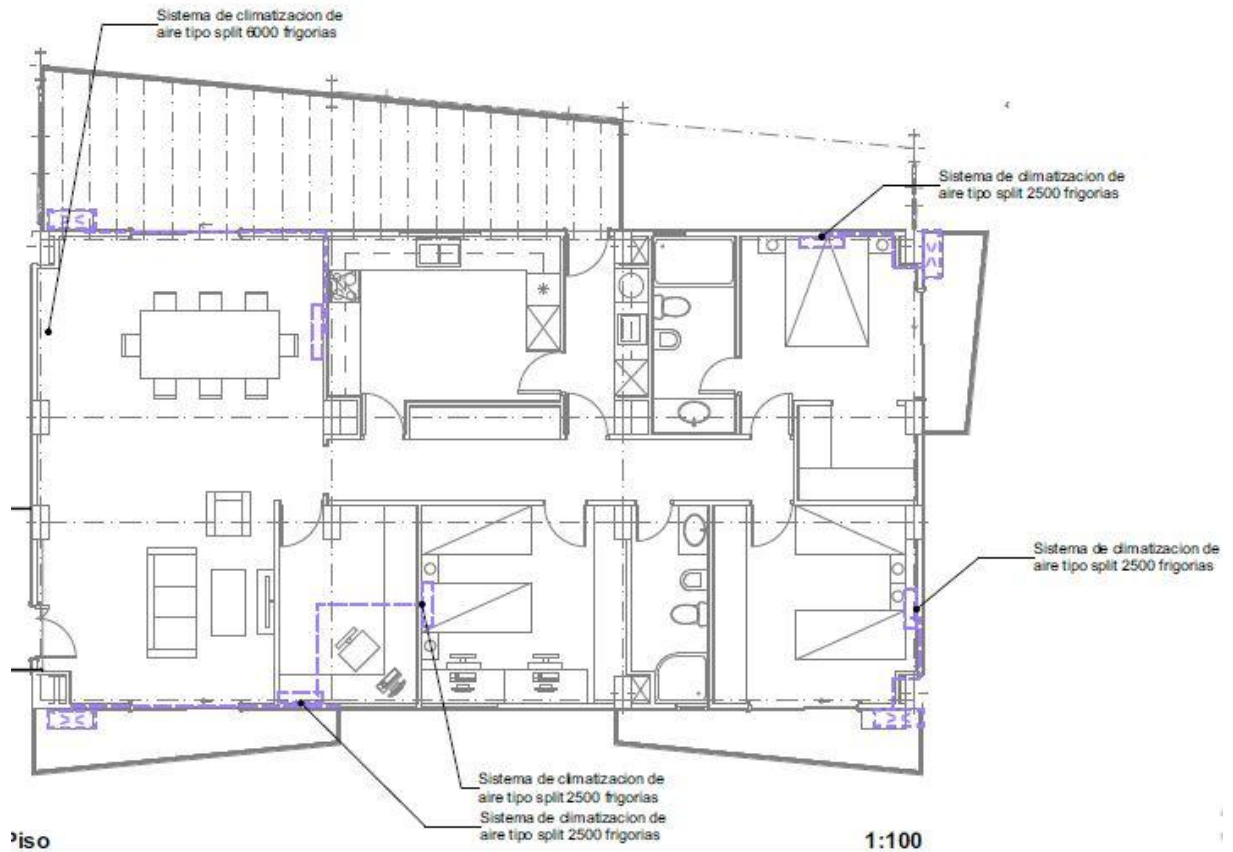 Sistema de climatizacion de
aire tipo split 6000 frigorias
Sistema de climatizacion de
aire tipo split 2500 frigorias
Sistema de climatizacion de
aire tipo split 2500 frigorias
Sistema de climatizacion de
aire tipo split 2500 frigorias
Sistema de climatizacion de
aire tipo split 2500 frigorias
Piso
1:100